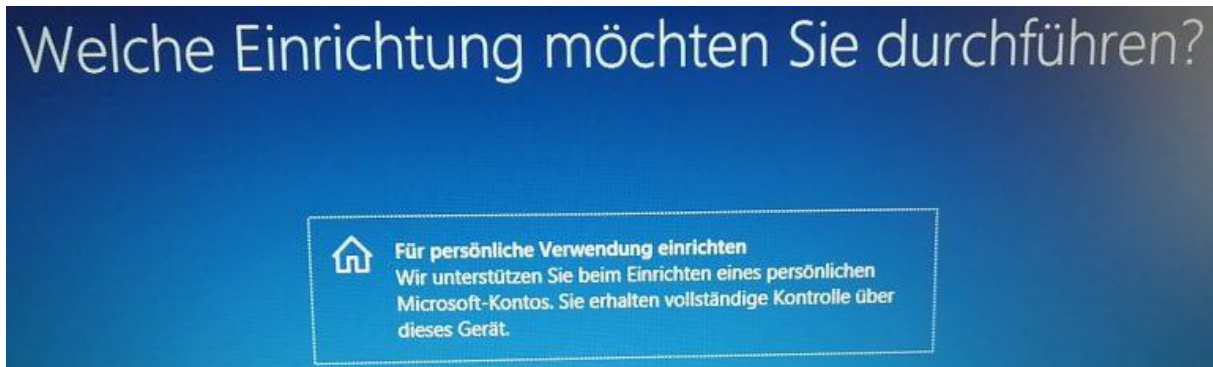 Welche Einrichtung möchten Sie durchführen?
Für persönliche Verwendung einrichten
Wir unterstützen Sie beim Einrichten eines persönlichen
Microsoft-Kontos. Sie erhalten vollständige Kontrolle über
dieses Gerät.